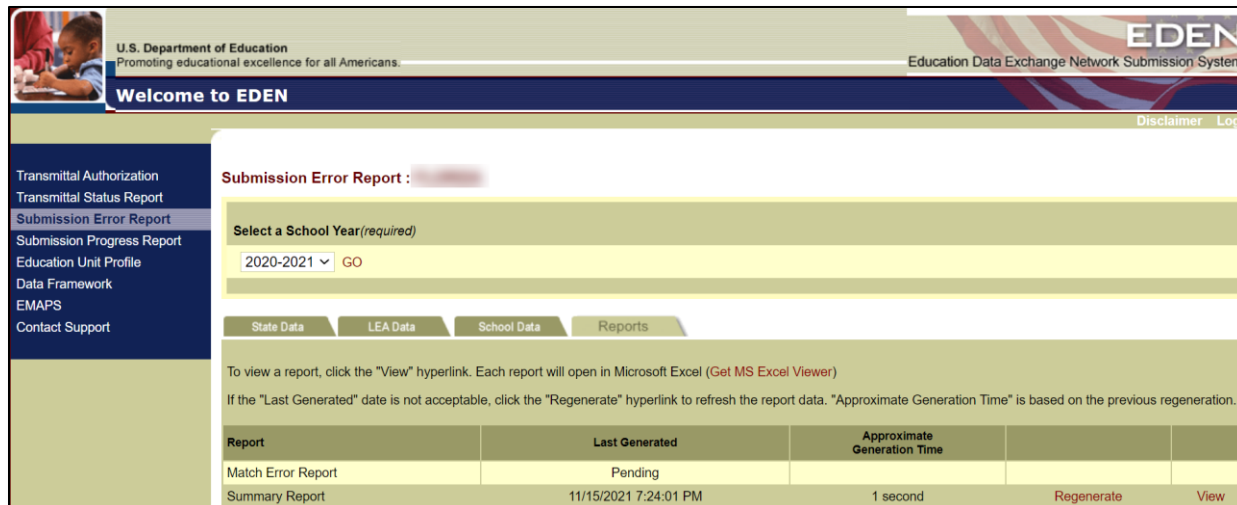 U.S. Department of Education
Promoting educational excellence for all Americans.
EDEN
Education Data Exchange Network Submission System
Welcome to EDEN
Disclaimer
Transmittal Authorization
Transmittal Status Report
Submission Error Report
Submission Progress Report
Education Unit Profile
Data Framework
EMAPS
Contact Support
Submission Error Report :
Select a School Year(required)
2020-2021 GO
State Data LEA Data School Data Reports
To view a report, click the "View" hyperlink. Each report will open in Microsoft Excel (Get MS Excel Viewer)
If the "Last Generated" date is not acceptable, click the "Regenerate" hyperlink to refresh the report data. "Approximate Generation Time" is based on the previous regeneration.
Report Last Generated Approximate Generation Time
Match Error Report Pending
Summary Report 11/15/2021 7:24:01 PM 1 second Regenerate View